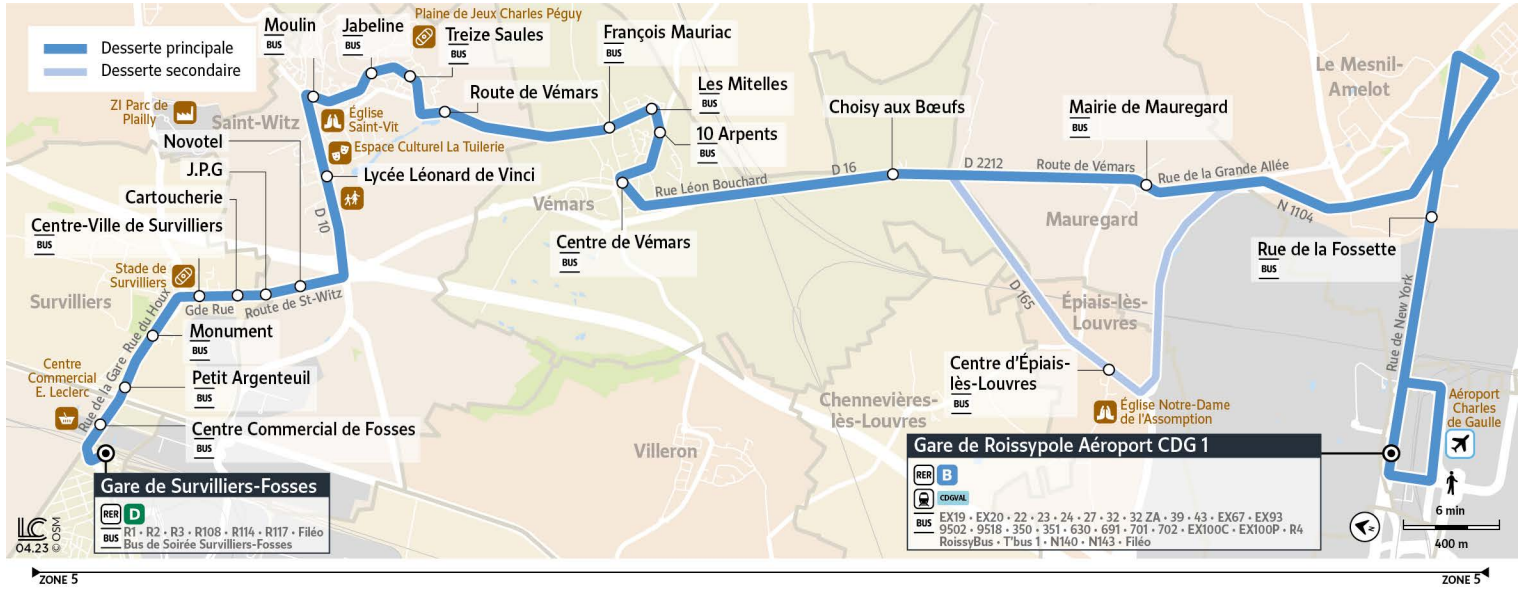 Desserte principale
Desserte secondaire
Moulin
BUS
Jabeline
BUS
Plaine de Jeux Charles Péguy
Treize Saules
BUS
François Mauriac
BUS
Les Mitelles
BUS
Route de Vémars
10 Arpents
BUS
Choisy aux Bœufs
Mairie de Mauregard
BUS
Le Mesnil-
Amelot
ZI Parc de
Plailly
Saint-Witz
Église
Saint-Vit
Espace Culturel La Tuilerie
Novotel
J.P.G
Cartoucherie
Lycée Léonard de Vinci
Centre-Ville de Survilliers
BUS
D 10
Vémars
Rue Léon Bouchard
D 16
D 2212
Route de Vémars
Rue de la Grande Allée
N 1104
Mauregard
Centre de Vémars
BUS
Rue de la Fossette
BUS
Stade de
Survilliers
Survilliers
Gde Rue
Route de St-Witz
Rue du Houx
Monument
BUS
D 165
Épiais-lès-
Louvres
Rue de New York
Centre
Commercial
E. Leclerc
Rue de la Gare
Petit Argenteuil
BUS
Centre d'Épiais-
lès-Louvres
BUS
Chennevières-
lès-Louvres
Église Notre-Dame
de l'Assomption
Aéroport
Charles
de Gaulle
Centre Commercial de Fosses
BUS
Villeron
Gare de Survilliers-Fosses
RER D
BUS R1 • R2 • R3 • R108 • R114 • R117 • Filéo
Bus de Soirée Survilliers-Fosses
Gare de Roissypole Aéroport CDG 1
RER B
CDGVAL
BUS EX19 • EX20 • 22 • 23 • 24 • 27 • 32 • 32 ZA • 39 • 43 • EX67 • EX93
9502 • 9518 • 350 • 351 • 630 • 691 • 701 • 702 • EX100C • EX100P • R4
RoissyBus • T'bus 1 • N140 • N143 • Filéo
LC
04.23 © OSM
N
6 min
400 m
ZONE 5
ZONE 5